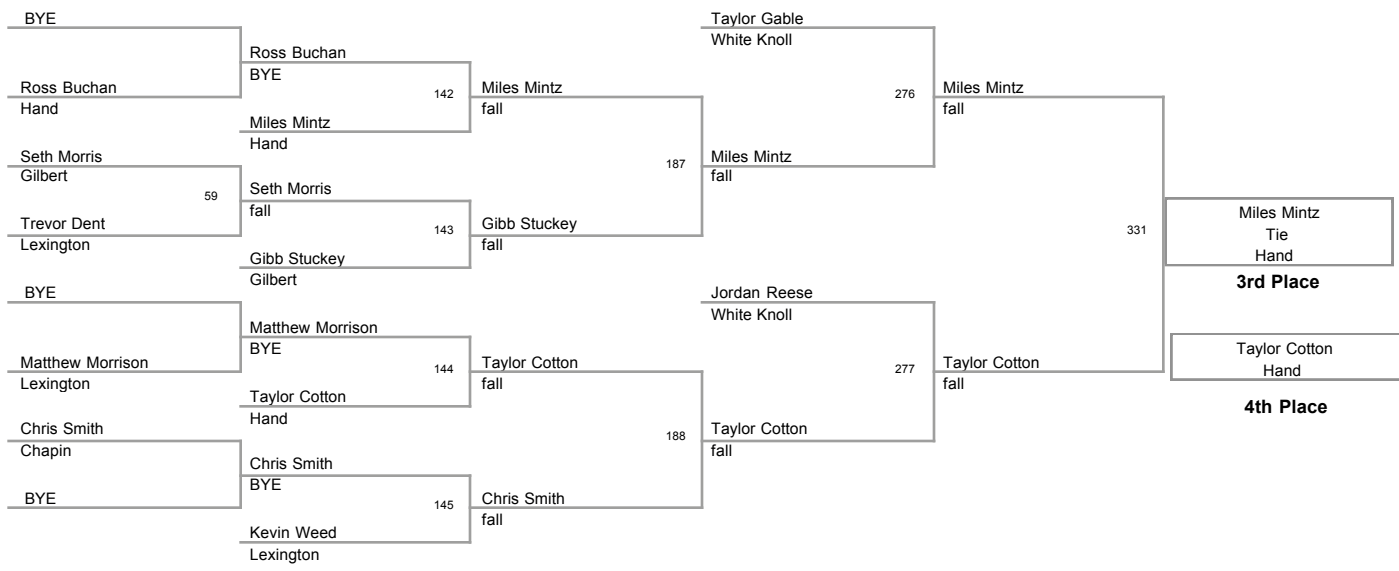 BYE
Ross Buchan
Hand
Seth Morris
Gilbert
59
Trevor Dent
Lexington
BYE
Matthew Morrison
Lexington
Chris Smith
Chapin
BYE
Ross Buchan
BYE
142
Miles Mintz
Hand
Seth Morris
fall
143
Gibb Stuckey
Gilbert
Matthew Morrison
BYE
144
Taylor Cotton
Hand
Chris Smith
BYE
145
Kevin Weed
Lexington
Miles Mintz
fall
187
Gibb Stuckey
fall
Taylor Cotton
fall
188
Chris Smith
fall
Taylor Gable
White Knoll
276
Miles Mintz
fall
Jordan Reese
White Knoll
277
Taylor Cotton
fall
Miles Mintz
fall
331
Taylor Cotton
fall
Miles Mintz
Tie
Hand
3rd Place
Taylor Cotton
Hand
4th Place